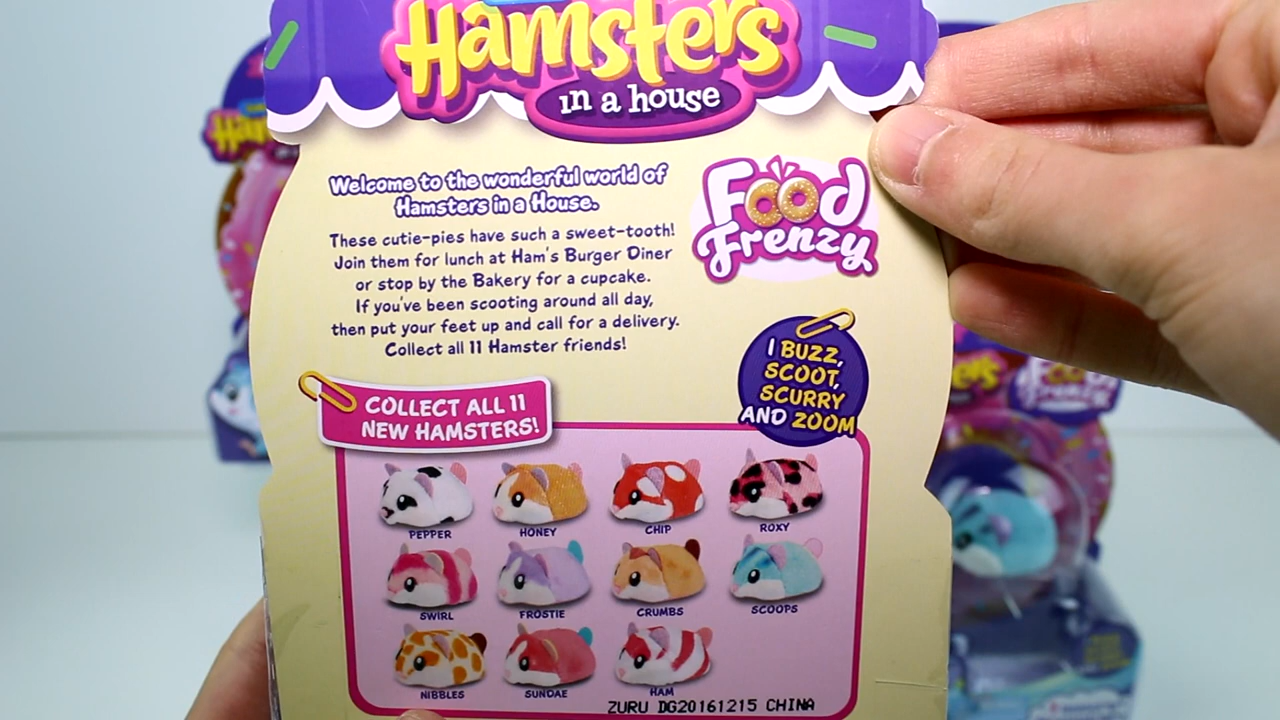 Hamsters
in a house
Welcome to the wonderful world of
Hamsters in a House.
Food
Frenzy
These cutie-pies have such a sweet-tooth!
Join them for lunch at Ham's Burger Diner
or stop by the Bakery for a cupcake.
If you've been scooting around all day,
then put your feet up and call for a delivery.
Collect all 11 Hamster friends!
I BUZZ,
SCOOT,
SCURRY
AND ZOOM
COLLECT ALL 11
NEW HAMSTERS!
PEPPER HONEY CHIP ROXY
SWIRL FROSTIE CRUMBS SCOOPS
NIBBLES SUNDAE HAM
ZURU DG20161215 CHINA